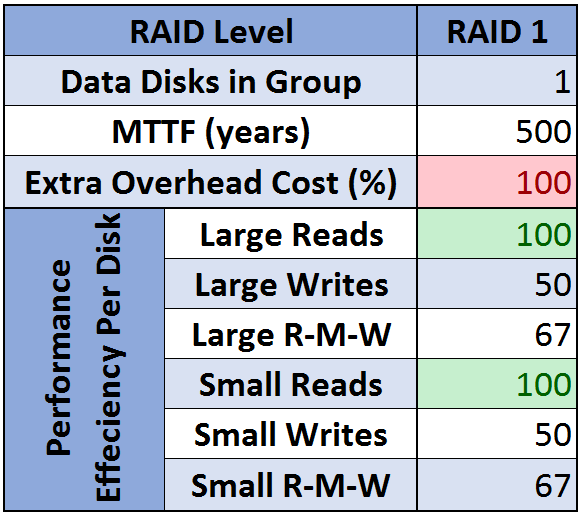 RAID Level RAID 1
Data Disks in Group 1
MTTF (years) 500
Extra Overhead Cost (%) 100
Performance
Effeciency Per Disk
Large Reads 100
Large Writes 50
Large R-M-W 67
Small Reads 100
Small Writes 50
Small R-M-W 67